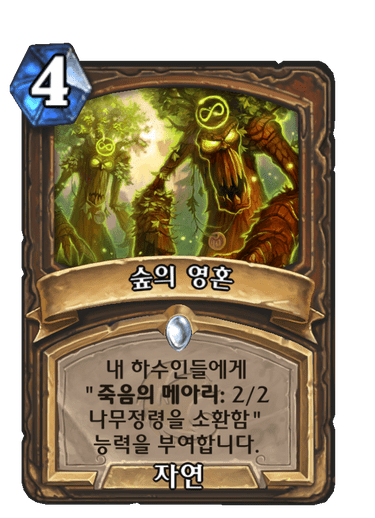 4
숲의 영혼
내 하수인들에게
"죽음의 메아리: 2/2
나무정령을 소환함"
능력을 부여합니다.
자연